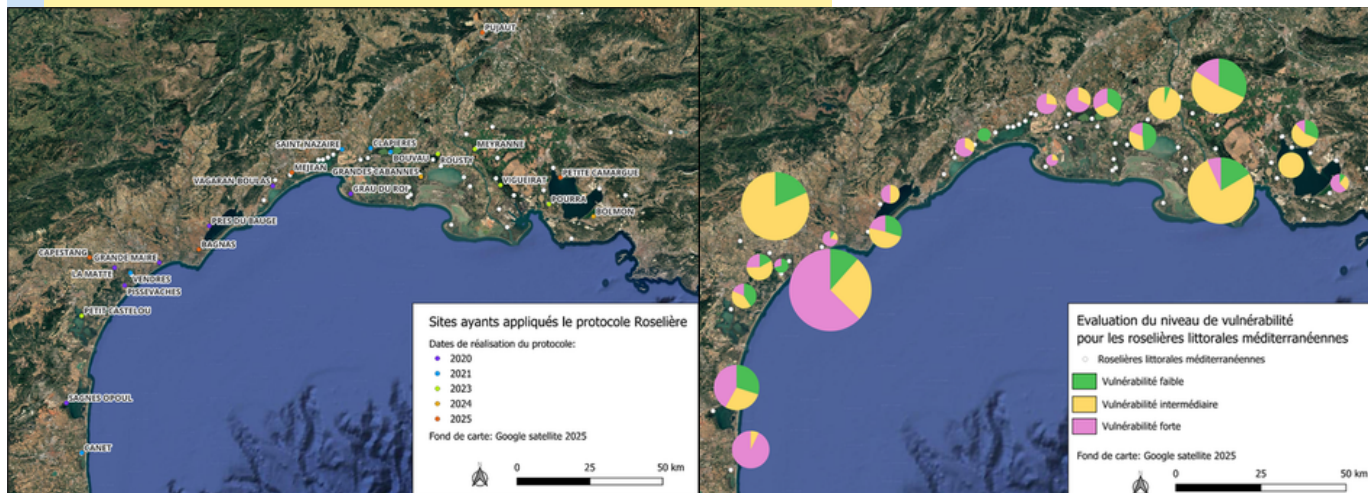 PUJAUT
SAINT-NAZAIRE
CLAPIERES
BOUVAU
MEYRANNE
MEJEAN
GRANDES CABANNES
ROUSTY
VAGARAN-BOULAS
GRAU DU ROI
VIGUEIRAT
PETITE CAMARGUE
POURRA
BOLMON
PRES DU BAUGE
BAGNAS
CAPESTANG
GRANDE MAIRE
LA MATTE
VENDRES
PISSEVACHES
PETIT CASTELOU
SAGNES OPOUL
CANET
Sites ayants appliqués le protocole Roselière
Dates de réalisation du protocole:
2020
2021
2023
2024
2025
Fond de carte: Google satellite 2025
0 25 50 km
Evaluation du niveau de vulnérabilité
pour les roselières littorales méditerranéennes
Roselières littorales méditerranéennes
Vulnérabilité faible
Vulnérabilité intermédiaire
Vulnérabilité forte
Fond de carte: Google satellite 2025
0 25 50 km